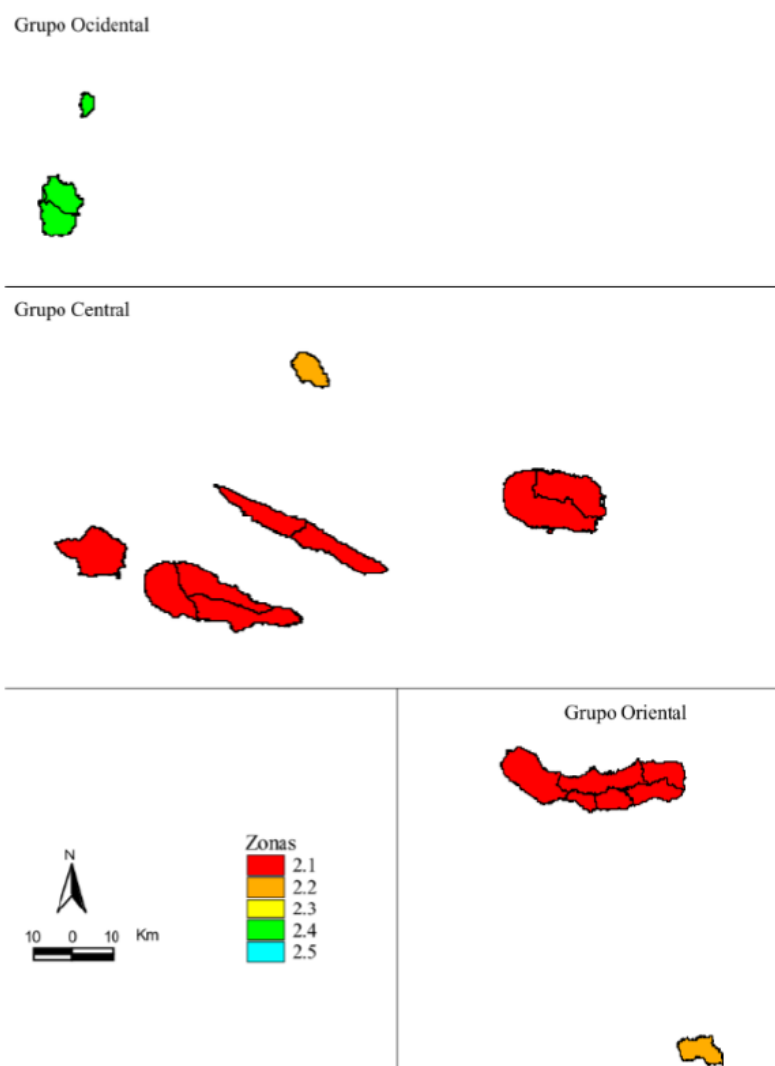 Grupo Ocidental
Grupo Central
Grupo Oriental
N
10 0 10 Km
Zonas
2.1
2.2
2.3
2.4
2.5